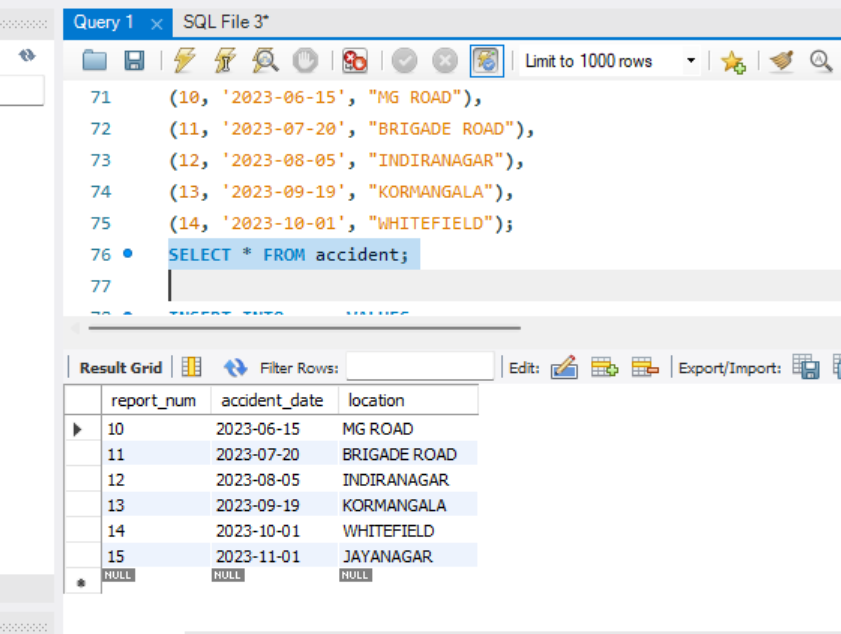 Query 1 × SQL File 3*
Limit to 1000 rows
71 (10, '2023-06-15', "MG ROAD"),
72 (11, '2023-07-20', "BRIGADE ROAD"),
73 (12, '2023-08-05', "INDIRANAGAR"),
74 (13, '2023-09-19', "KORMANGALA"),
75 (14, '2023-10-01', "WHITEFIELD");
76 SELECT * FROM accident;
77
Result Grid Filter Rows: Edit: Export/Import:
report_num accident_date location
10 2023-06-15 MG ROAD
11 2023-07-20 BRIGADE ROAD
12 2023-08-05 INDIRANAGAR
13 2023-09-19 KORMANGALA
14 2023-10-01 WHITEFIELD
15 2023-11-01 JAYANAGAR
NULL NULL NULL